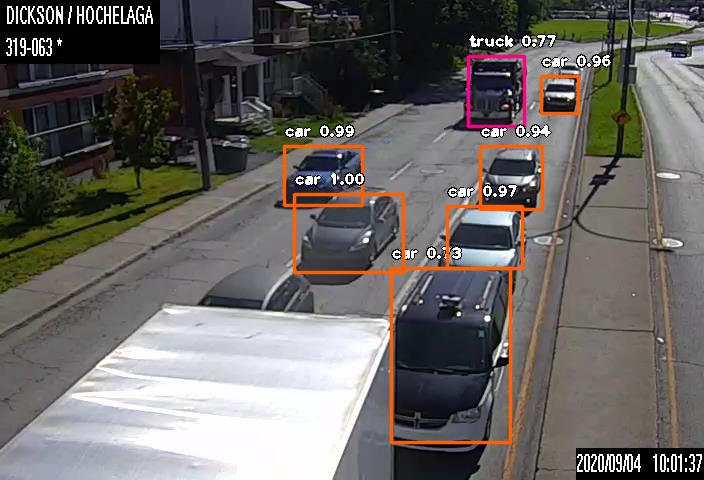 DICKSON / HOCHELAGA
319-063 *
truck 0.77
car 0.96
car 0.99
car 0.94
car 1.00
car 0.97
car 0.73
2020/09/04 10:01:37